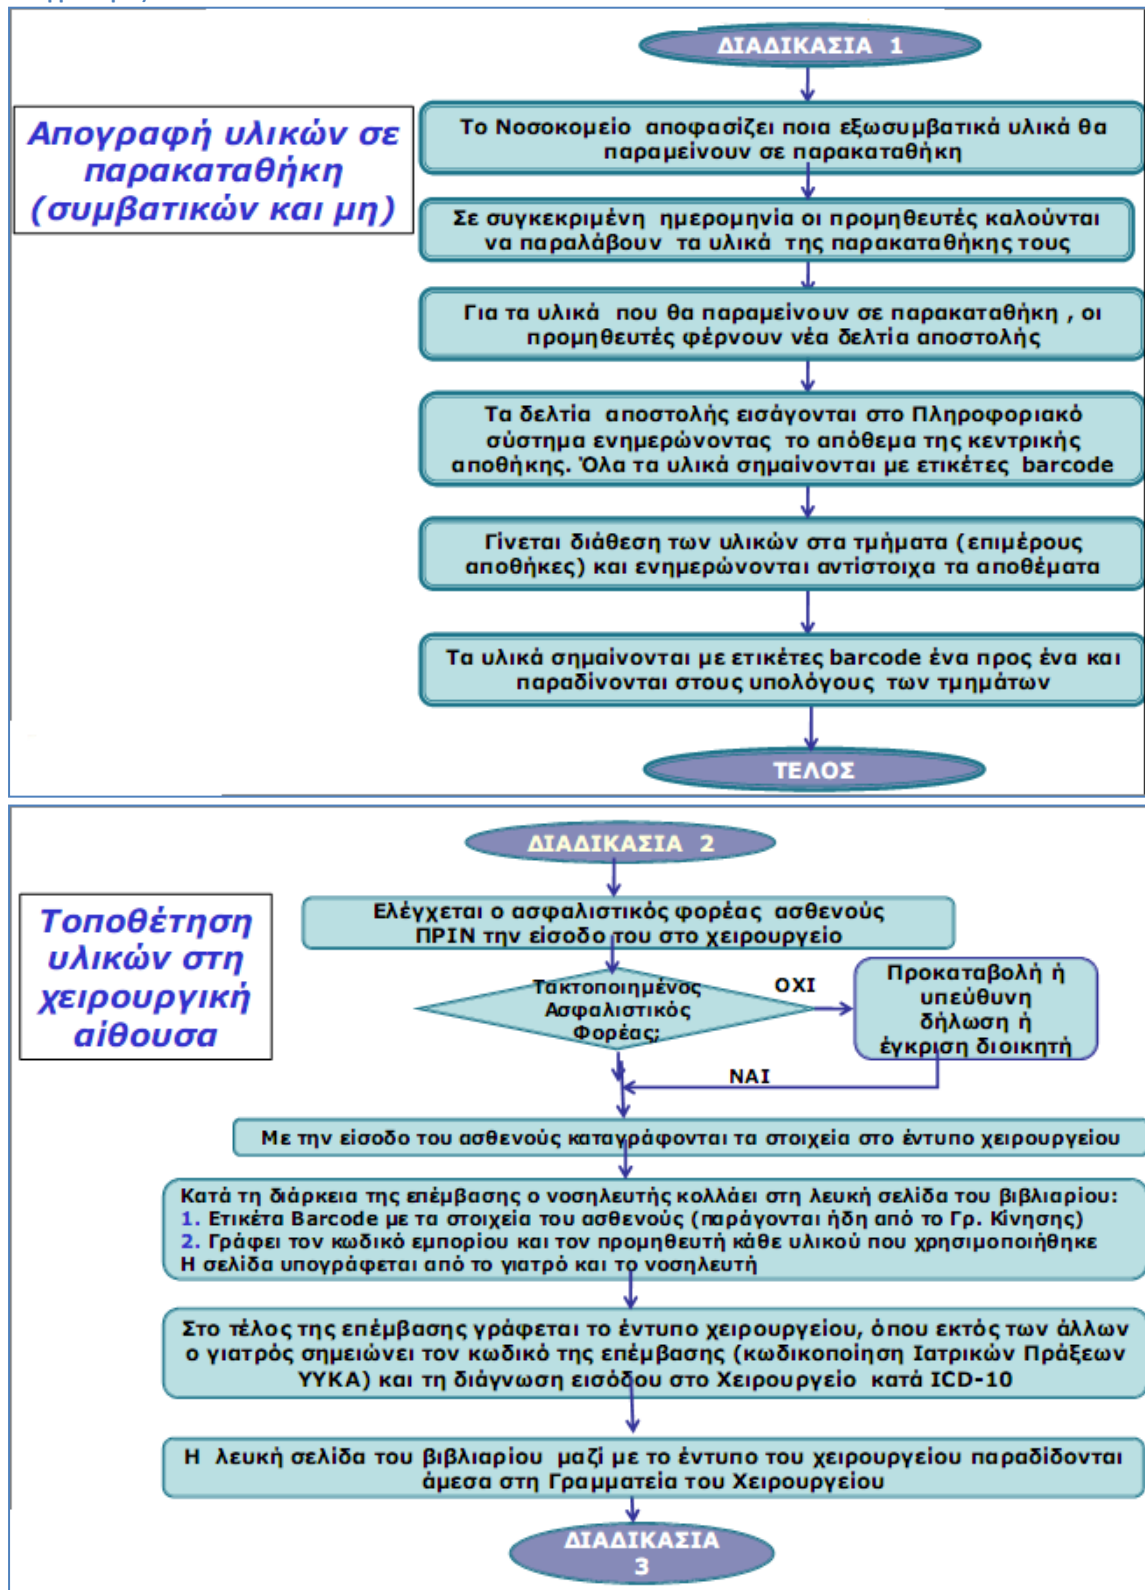 ΔΙΑΔΙΚΑΣΙΑ 1
Απογραφή υλικών σε
παρακαταθήκη
(συμβατικών και μη)
Το Νοσοκομείο αποφασίζει ποια εξωσυμβατικά υλικά θα
παραμείνουν σε παρακαταθήκη
Σε συγκεκριμένη ημερομηνία οι προμηθευτές καλούνται
να παραλάβουν τα υλικά της παρακαταθήκης τους
Για τα υλικά που θα παραμείνουν σε παρακαταθήκη , οι
προμηθευτές φέρνουν νέα δελτία αποστολής
Τα δελτία αποστολής εισάγονται στο Πληροφοριακό
σύστημα ενημερώνοντας το απόθεμα της κεντρικής
αποθήκης. Όλα τα υλικά σημαίνονται με ετικέτες barcode
Γίνεται διάθεση των υλικών στα τμήματα (επιμέρους
αποθήκες) και ενημερώνονται αντίστοιχα τα αποθέματα
Τα υλικά σημαίνονται με ετικέτες barcode ένα προς ένα και
παραδίνονται στους υπολόγους των τμημάτων
ΤΕΛΟΣ
ΔΙΑΔΙΚΑΣΙΑ 2
Τοποθέτηση
υλικών στη
χειρουργική
αίθουσα
Ελέγχεται ο ασφαλιστικός φορέας ασθενούς
ΠΡΙΝ την είσοδο του στο χειρουργείο
Τακτοποιημένος
Ασφαλιστικός
Φορέας;
ΟΧΙ
Προκαταβολή ή
υπεύθυνη
δήλωση ή
έγκριση διοικητή
ΝΑΙ
Με την είσοδο του ασθενούς καταγράφονται τα στοιχεία στο έντυπο χειρουργείου
Κατά τη διάρκεια της επέμβασης ο νοσηλευτής κολλάει στη λευκή σελίδα του βιβλιαρίου:
1. Ετικέτα Barcode με τα στοιχεία του ασθενούς (παράγονται ήδη από το Γρ. Κίνησης)
2. Γράφει τον κωδικό εμπορίου και τον προμηθευτή κάθε υλικού που χρησιμοποιήθηκε
Η σελίδα υπογράφεται από το γιατρό και το νοσηλευτή
Στο τέλος της επέμβασης γράφεται το έντυπο χειρουργείου, όπου εκτός των άλλων
ο γιατρός σημειώνει τον κωδικό της επέμβασης (κωδικοποίηση Ιατρικών Πράξεων
ΥΥΚΑ) και τη διάγνωση εισόδου στο Χειρουργείο κατά ICD-10
Η λευκή σελίδα του βιβλιαρίου μαζί με το έντυπο του χειρουργείου παραδίδονται
άμεσα στη Γραμματεία του Χειρουργείου
ΔΙΑΔΙΚΑΣΙΑ
3